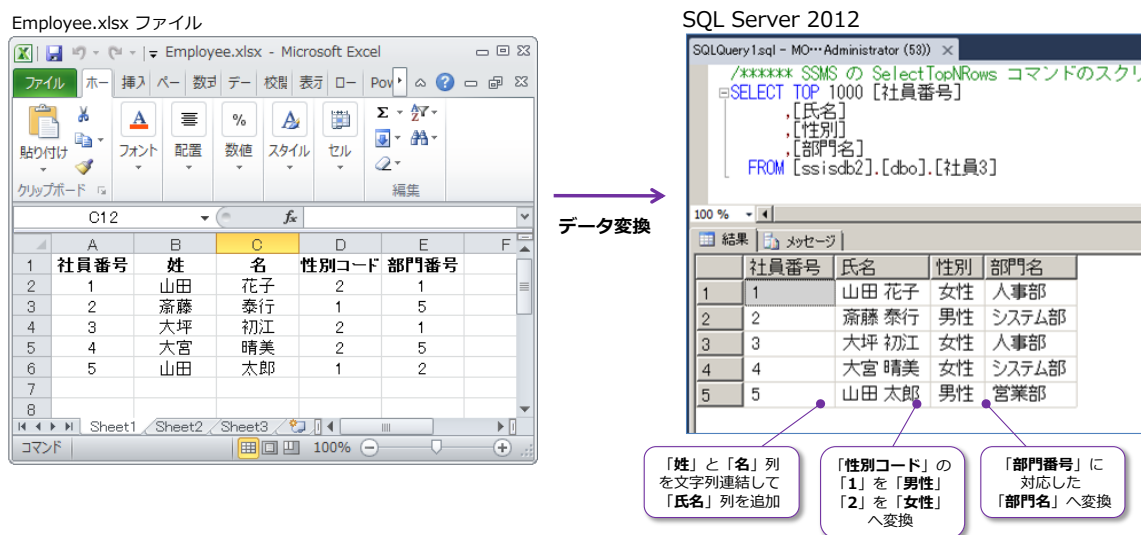 Employee.xlsx ファイル
Employee.xlsx - Microsoft Excel
ファイル ホー 挿入 ペー 数式 デー 校閲 表示 ロー Pov
貼り付け フォント 配置 数値 スタイル セル
クリップボード 編集
C12 fx
A B C D E F
1 社員番号 姓 名 性別コード 部門番号
2 1 山田 花子 2 1
3 2 斎藤 泰行 1 5
4 3 大坪 初江 2 1
5 4 大宮 晴美 2 5
6 5 山田 太郎 1 2
7
8
Sheet1 Sheet2 Sheet3
コマンド 100%
データ変換
SQL Server 2012
SQLQuery1.sql - MO…Administrator (53))
/****** SSMS の SelectTopNRows コマンドのスクリ
SELECT TOP 1000 [社員番号]
,[氏名]
,[性別]
,[部門名]
FROM [ssisdb2].[dbo].[社員3]
100 %
結果 メッセージ
社員番号 氏名 性別 部門名
1 1 山田 花子 女性 人事部
2 2 斎藤 泰行 男性 システム部
3 3 大坪 初江 女性 人事部
4 4 大宮 晴美 女性 システム部
5 5 山田 太郎 男性 営業部
「姓」と「名」列
を文字列連結して
「氏名」列を追加
「性別コード」の
「1」を「男性」
「2」を「女性」
へ変換
「部門番号」に
対応した
「部門名」へ変換